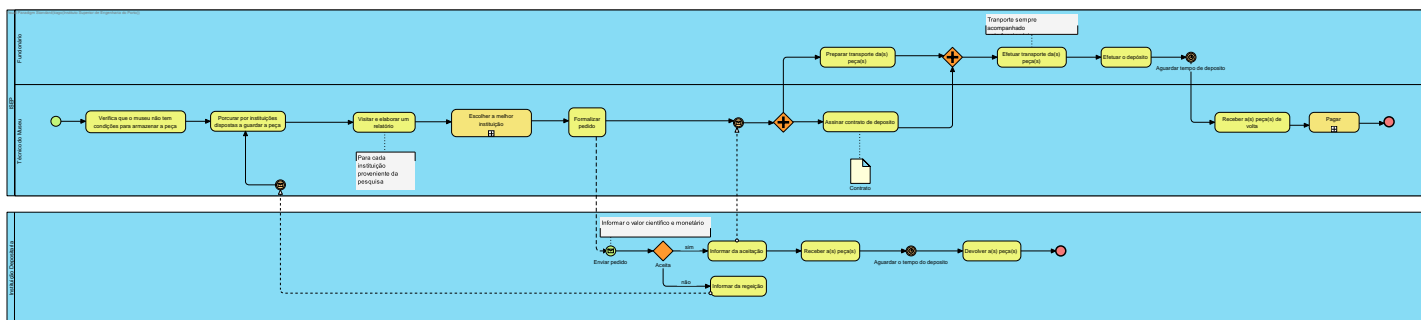 Tranporte sempre
acompanhado
Funcionário
Preparar transporte da(s)
peça(s)
Efetuar transporte da(s)
peça(s)
Efetuar o depósito
Aguardar tempo de deposito
ISEP
Técnico do Museu
Verifica que o museu não tem
condições para armazenar a peça
Porcurar por instituições
dispostas a guardar a peça
Visitar e elaborar um
relatório
Escolher a melhor
instituição
Formalizar
pedido
Assinar contrato de deposito
Receber a(s) peça(s) de
volta
Pagar
Para cada
instituição
proveniente da
pesquisa
Contrato
Instituição Depositária
Informar o valor científico e monetário
Enviar pedido
Aceita
sim
Informar da aceitação
Receber a(s) peça(s)
Aguardar o tempo do deposito
Devolver a(s) peça(s)
não
Informar da regeição